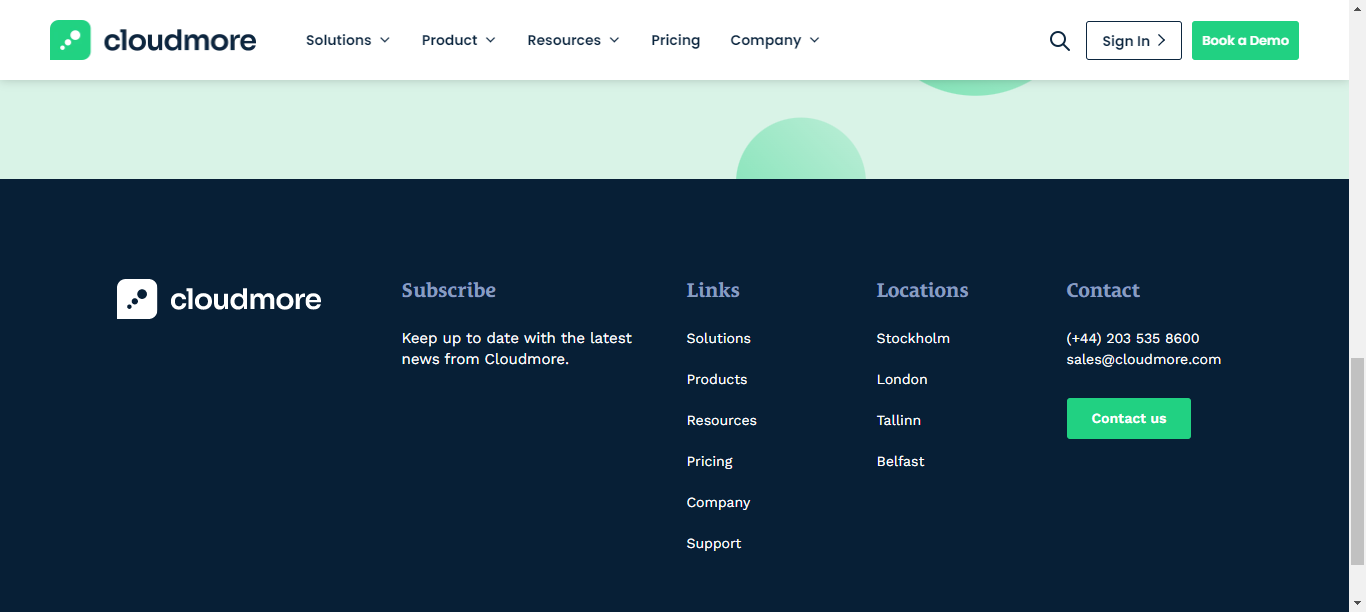 cloudmore
Solutions
Product
Resources
Pricing
Company
Sign In
Book a Demo
cloudmore
Subscribe
Keep up to date with the latest
news from Cloudmore.
Links
Solutions
Products
Resources
Pricing
Company
Support
Locations
Stockholm
London
Tallinn
Belfast
Contact
(+44) 203 535 8600
sales@cloudmore.com
Contact us